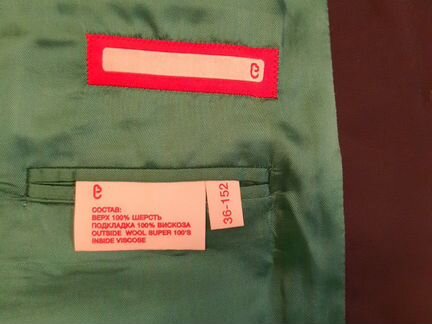 e
e
СОСТАВ:
ВЕРХ 100% ШЕРСТЬ
ПОДКЛАДКА 100% ВИСКОЗА
OUTSIDE WOOL SUPER 100'S
INSIDE VISCOSE
36-152